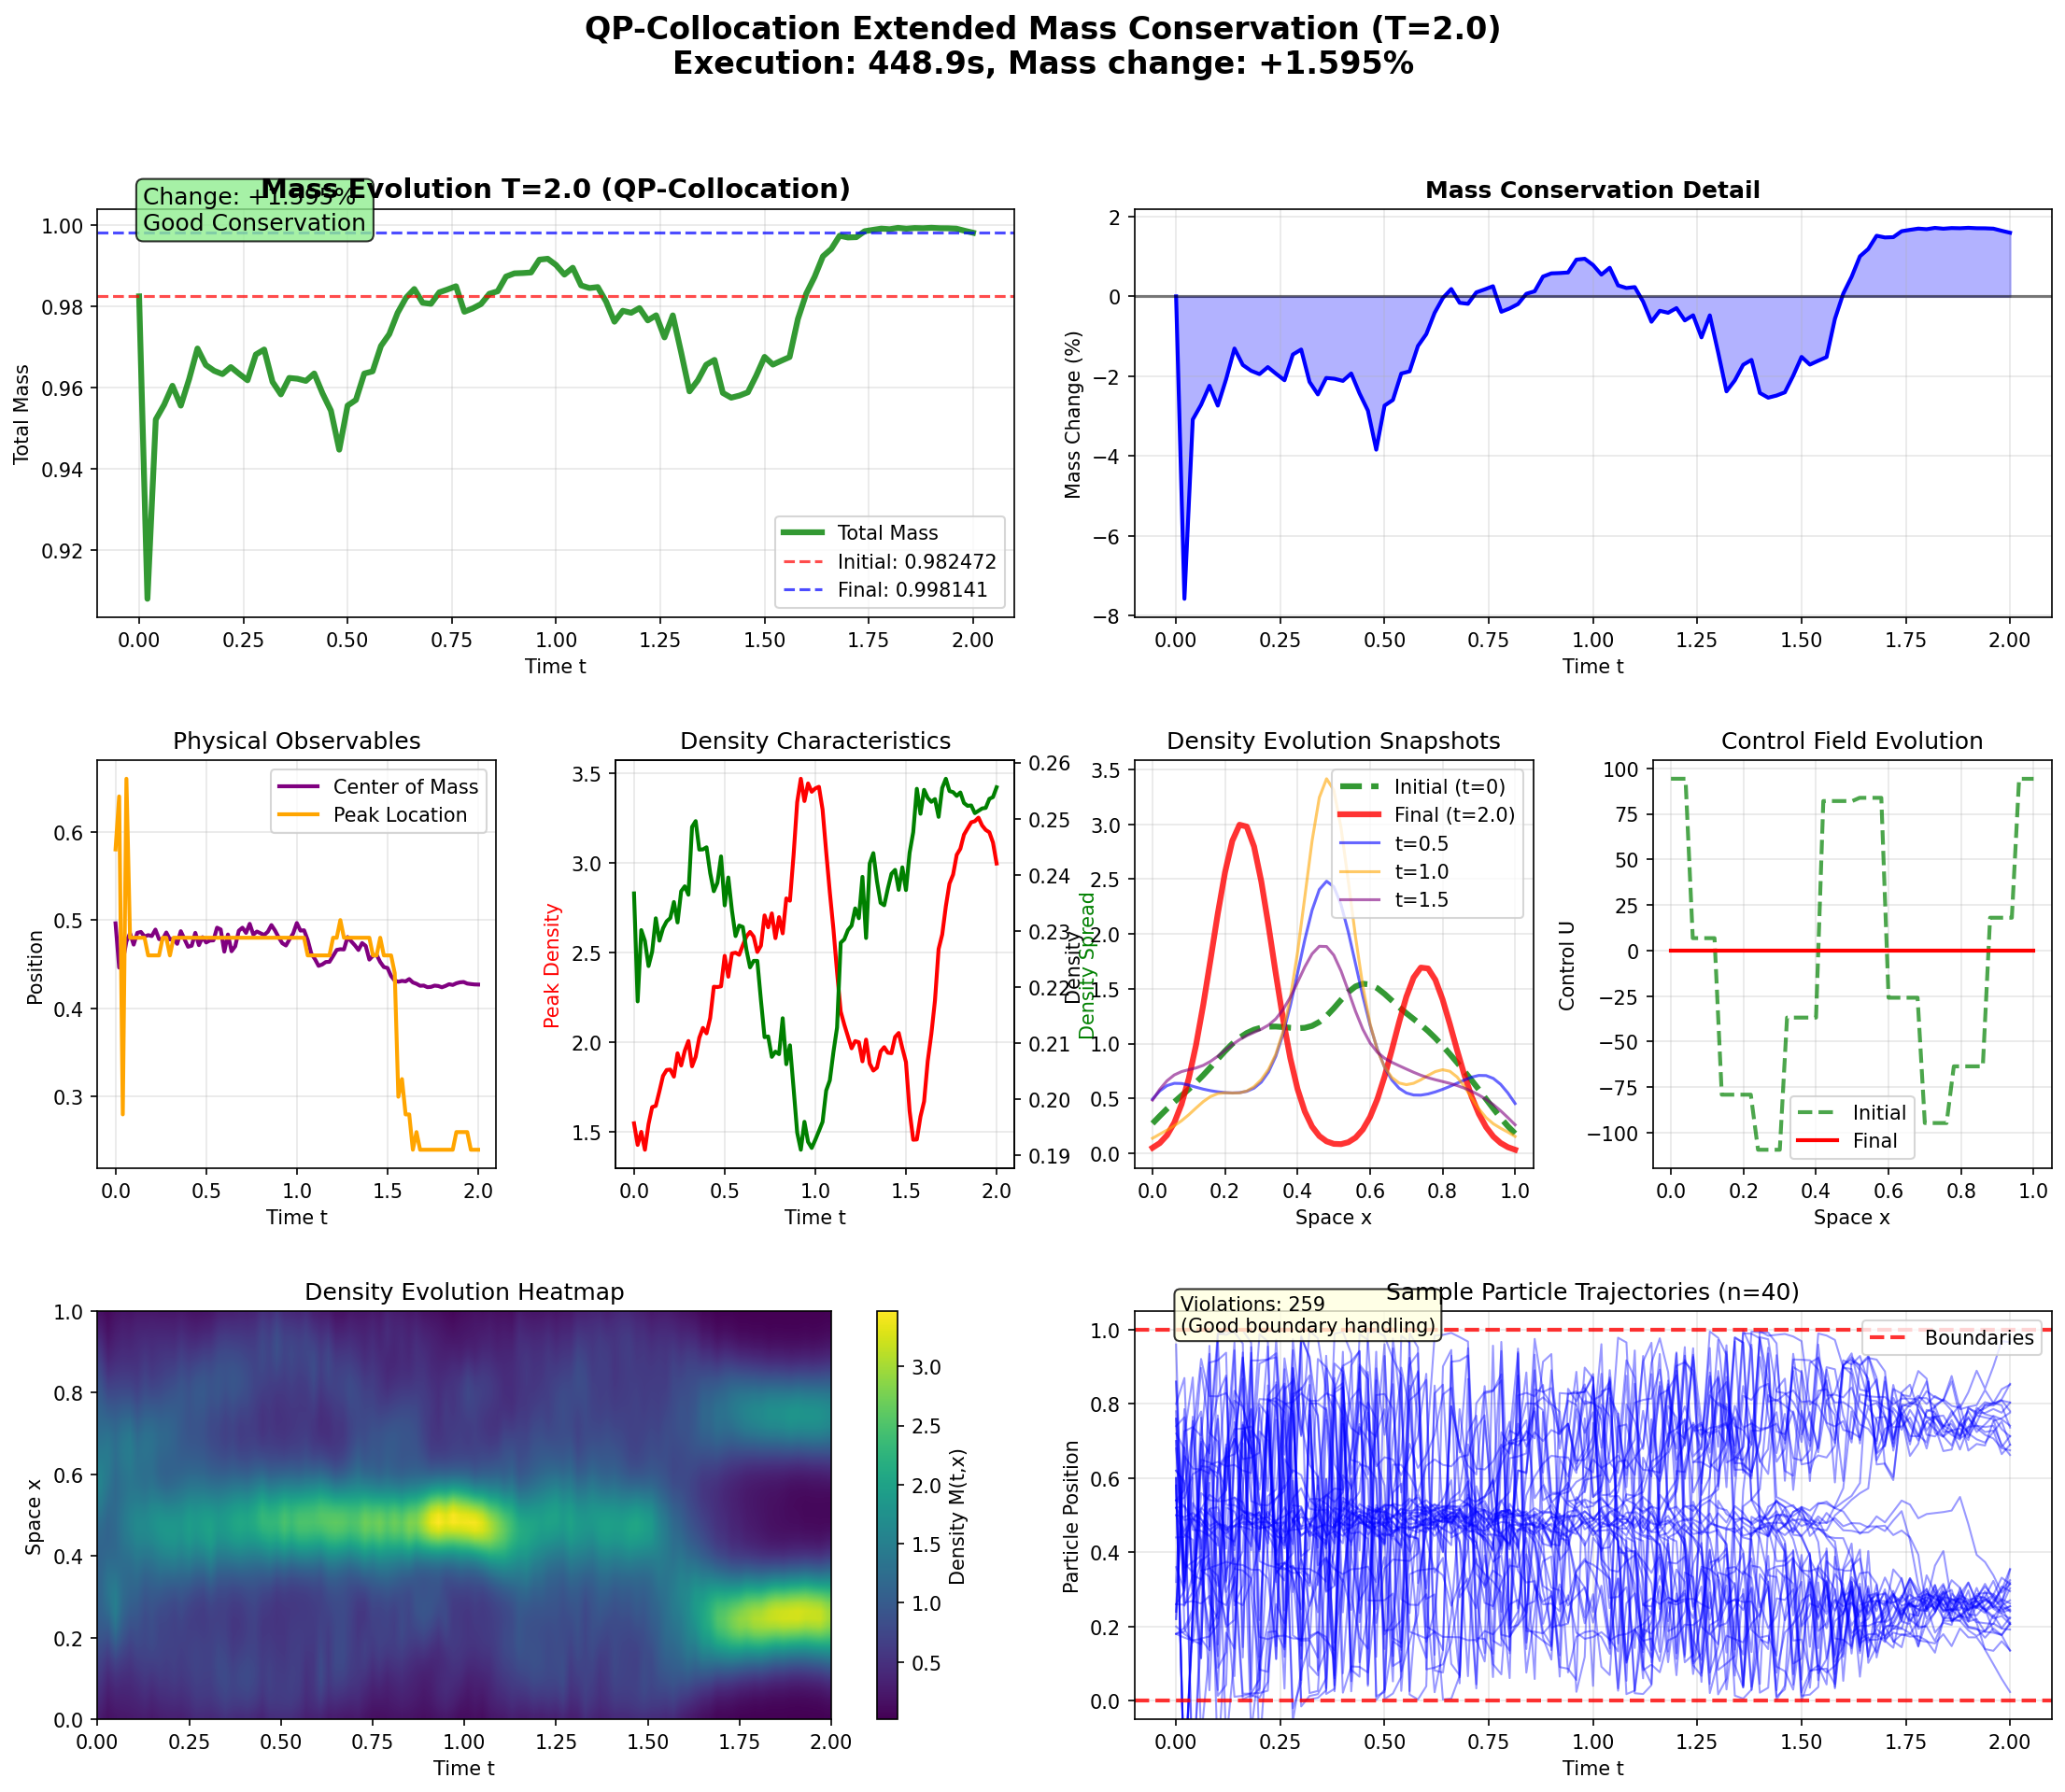 QP-Collocation Extended Mass Conservation (T=2.0)
Execution: 448.9s, Mass change: +1.595%
Mass Evolution T=2.0 (QP-Collocation)
Change: +1.595%
Good Conservation
1.00
0.98
0.96
0.94
0.92
Total Mass
Total Mass
Initial: 0.982472
Final: 0.998141
0.00 0.25 0.50 0.75 1.00 1.25 1.50 1.75 2.00
Time t
Mass Conservation Detail
2
0
−2
−4
−6
−8
Mass Change (%)
0.00 0.25 0.50 0.75 1.00 1.25 1.50 1.75 2.00
Time t
Physical Observables
Center of Mass
Peak Location
0.6
0.5
0.4
0.3
Position
0.0 0.5 1.0 1.5 2.0
Time t
Density Characteristics
3.5
3.0
2.5
2.0
1.5
Peak Density
0.26
0.25
0.24
0.23
0.22
0.21
0.20
0.19
Density Spread
0.0 0.5 1.0 1.5 2.0
Time t
Density Evolution Snapshots
Initial (t=0)
Final (t=2.0)
t=0.5
t=1.0
t=1.5
3.5
3.0
2.5
2.0
1.5
1.0
0.5
0.0
Density
0.0 0.2 0.4 0.6 0.8 1.0
Space x
Control Field Evolution
100
75
50
25
0
−25
−50
−75
−100
Control U
Initial
Final
0.0 0.2 0.4 0.6 0.8 1.0
Space x
Density Evolution Heatmap
1.0
0.8
0.6
0.4
0.2
0.0
Space x
0.00 0.25 0.50 0.75 1.00 1.25 1.50 1.75 2.00
Time t
3.0
2.5
2.0
1.5
1.0
0.5
Density M(t,x)
Sample Particle Trajectories (n=40)
Violations: 259
(Good boundary handling)
Boundaries
1.0
0.8
0.6
0.4
0.2
0.0
Particle Position
0.00 0.25 0.50 0.75 1.00 1.25 1.50 1.75 2.00
Time t